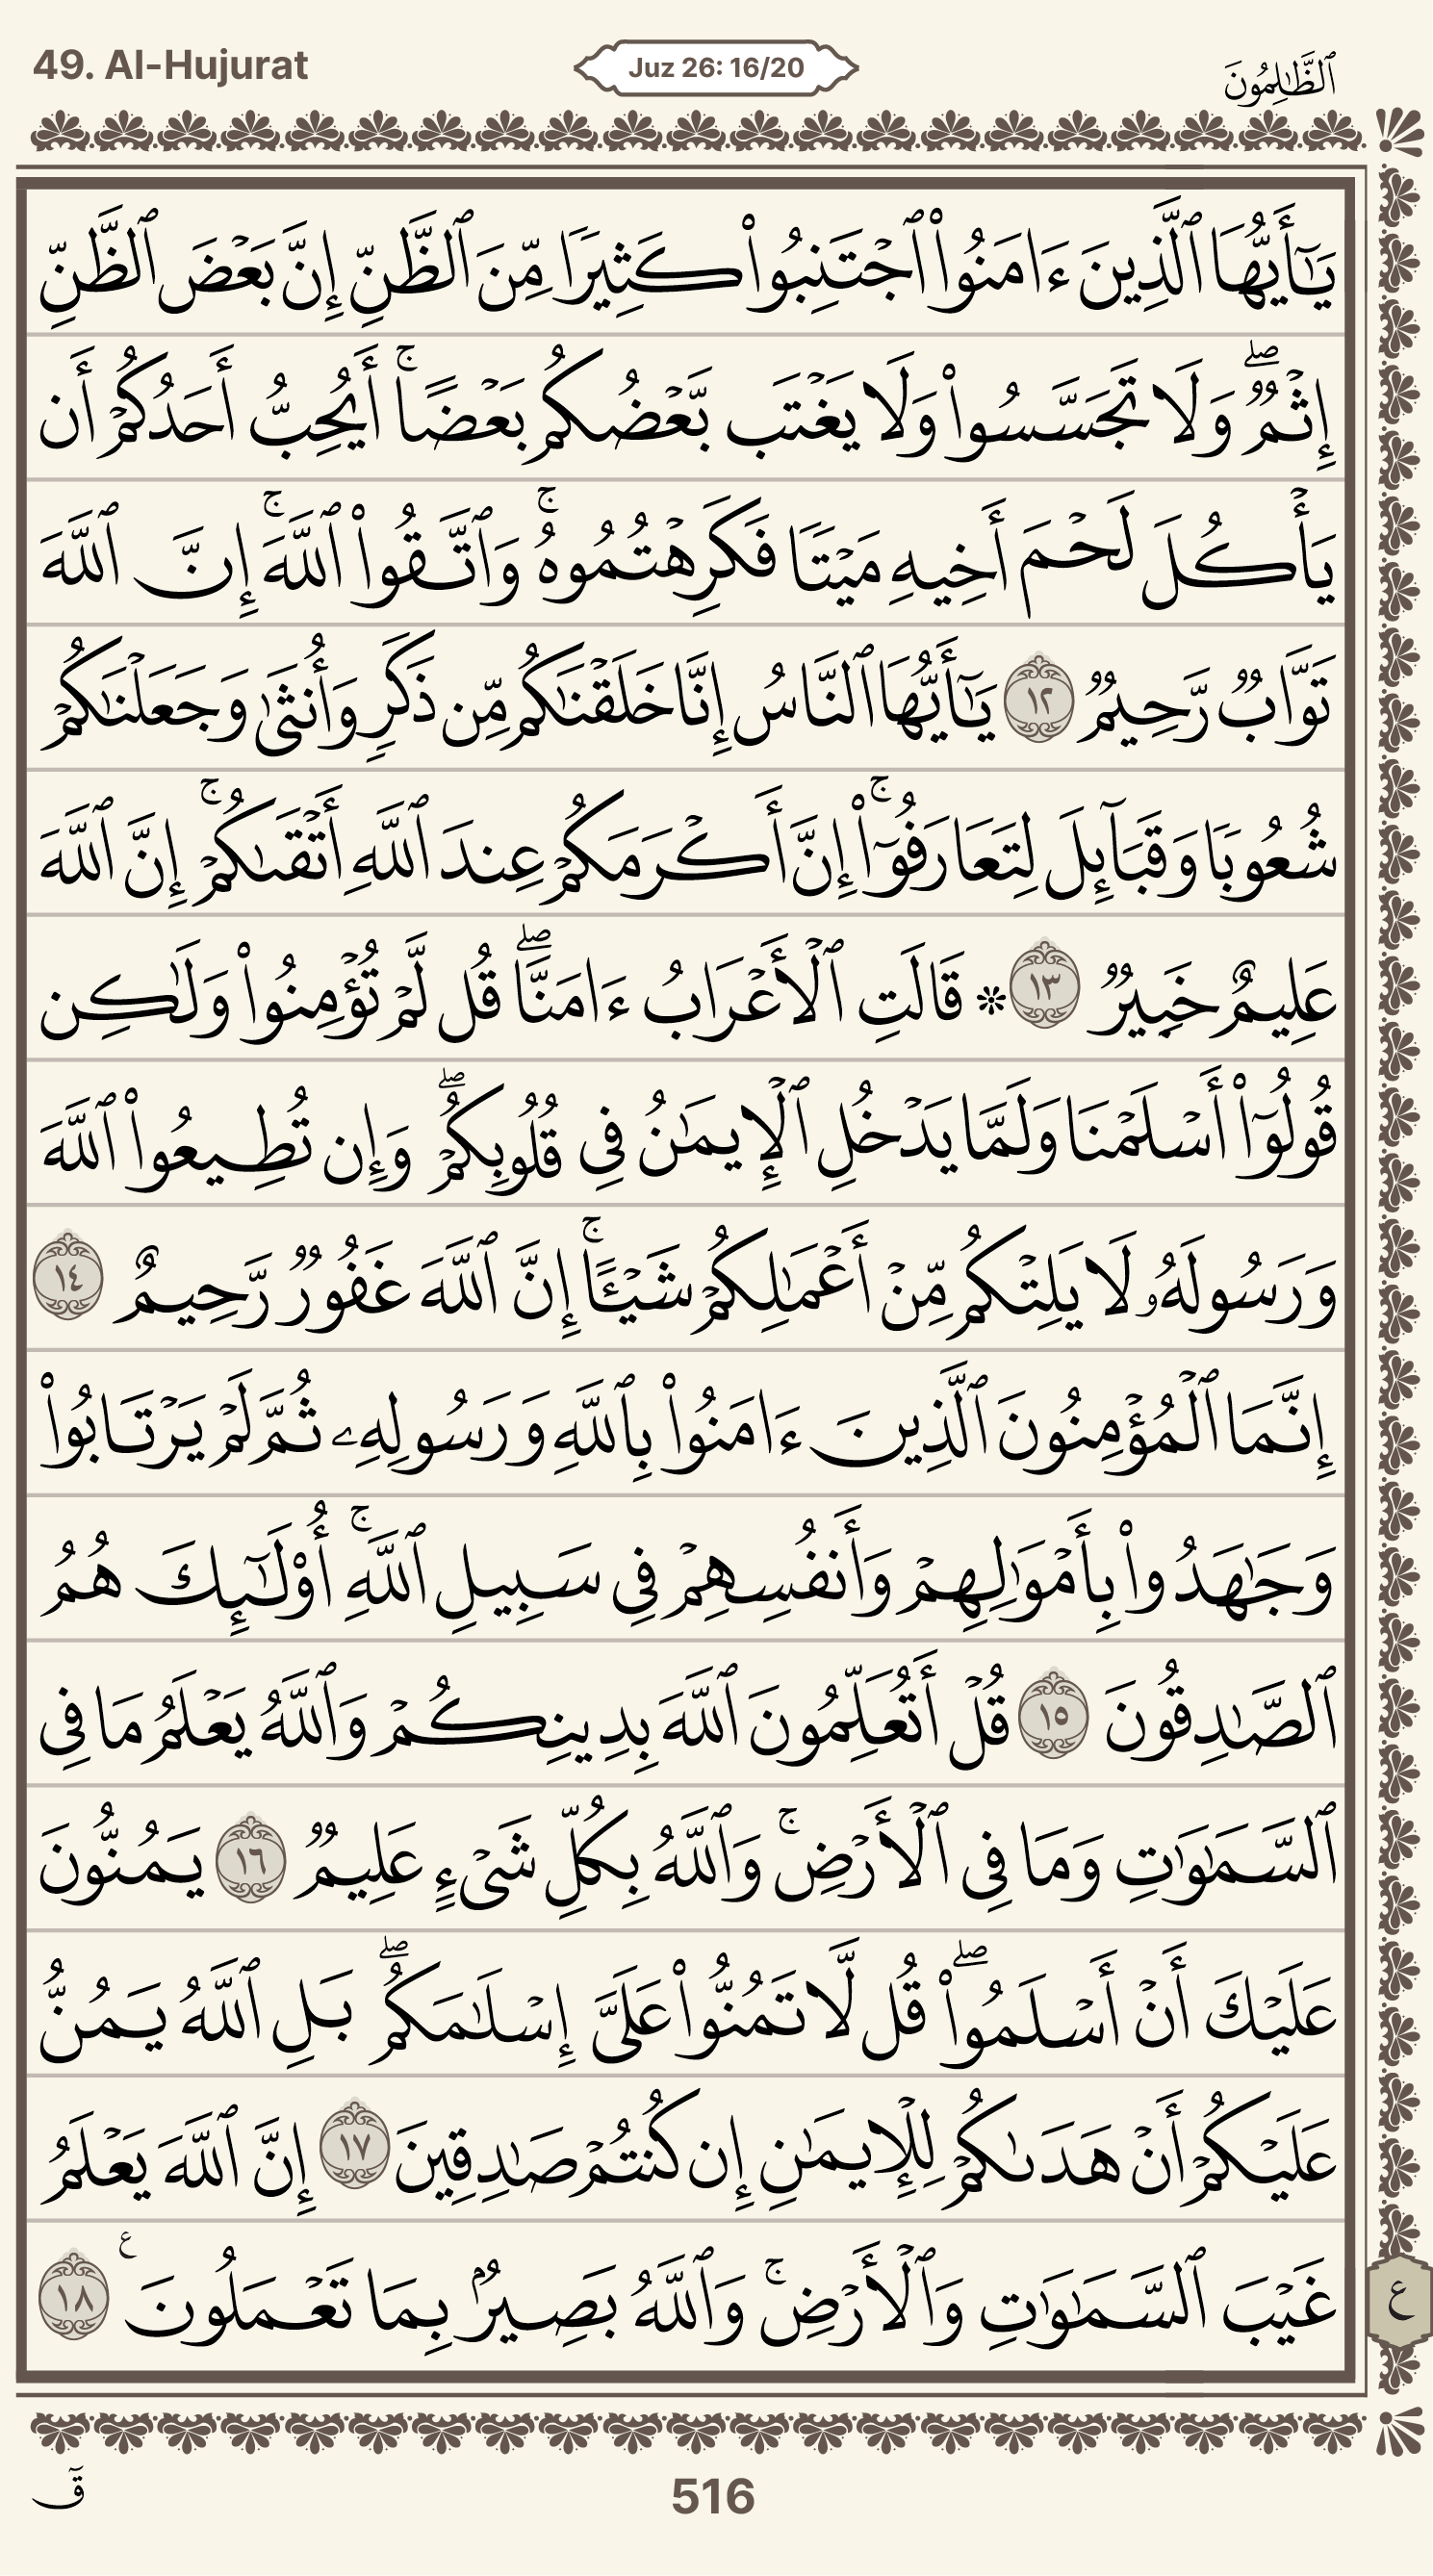 49. Al-Hujurat
Juz 26: 16/20
ٱلظَّٰلِمُونَ
يَٰٓأَيُّهَا ٱلَّذِينَ ءَامَنُوا۟ ٱجْتَنِبُوا۟ كَثِيرًا مِّنَ ٱلظَّنِّ إِنَّ بَعْضَ ٱلظَّنِّ
إِثْمٌ ۖ وَلَا تَجَسَّسُوا۟ وَلَا يَغْتَب بَّعْضُكُم بَعْضًا ۚ أَيُحِبُّ أَحَدُكُمْ أَن
يَأْكُلَ لَحْمَ أَخِيهِ مَيْتًا فَكَرِهْتُمُوهُ ۚ وَٱتَّقُوا۟ ٱللَّهَ ۚ إِنَّ ٱللَّهَ
تَوَّابٌ رَّحِيمٌ ١٢ يَٰٓأَيُّهَا ٱلنَّاسُ إِنَّا خَلَقْنَٰكُم مِّن ذَكَرٍ وَأُنثَىٰ وَجَعَلْنَٰكُمْ
شُعُوبًا وَقَبَآئِلَ لِتَعَارَفُوٓا۟ ۚ إِنَّ أَكْرَمَكُمْ عِندَ ٱللَّهِ أَتْقَىٰكُمْ ۚ إِنَّ ٱللَّهَ
عَلِيمٌ خَبِيرٌ ١٣ ۞ قَالَتِ ٱلْأَعْرَابُ ءَامَنَّا ۖ قُل لَّمْ تُؤْمِنُوا۟ وَلَٰكِن
قُولُوٓا۟ أَسْلَمْنَا وَلَمَّا يَدْخُلِ ٱلْإِيمَٰنُ فِى قُلُوبِكُمْ ۖ وَإِن تُطِيعُوا۟ ٱللَّهَ
وَرَسُولَهُۥ لَا يَلِتْكُم مِّنْ أَعْمَٰلِكُمْ شَيْـًٔا ۚ إِنَّ ٱللَّهَ غَفُورٌ رَّحِيمٌ ١٤
إِنَّمَا ٱلْمُؤْمِنُونَ ٱلَّذِينَ ءَامَنُوا۟ بِٱللَّهِ وَرَسُولِهِۦ ثُمَّ لَمْ يَرْتَابُوا۟
وَجَٰهَدُوا۟ بِأَمْوَٰلِهِمْ وَأَنفُسِهِمْ فِى سَبِيلِ ٱللَّهِ ۚ أُو۟لَٰٓئِكَ هُمُ
ٱلصَّٰدِقُونَ ١٥ قُلْ أَتُعَلِّمُونَ ٱللَّهَ بِدِينِكُمْ وَٱللَّهُ يَعْلَمُ مَا فِى
ٱلسَّمَٰوَٰتِ وَمَا فِى ٱلْأَرْضِ ۚ وَٱللَّهُ بِكُلِّ شَىْءٍ عَلِيمٌ ١٦ يَمُنُّونَ
عَلَيْكَ أَنْ أَسْلَمُوا۟ ۖ قُل لَّا تَمُنُّوا۟ عَلَىَّ إِسْلَٰمَكُم ۖ بَلِ ٱللَّهُ يَمُنُّ
عَلَيْكُمْ أَنْ هَدَىٰكُمْ لِلْإِيمَٰنِ إِن كُنتُمْ صَٰدِقِينَ ١٧ إِنَّ ٱللَّهَ يَعْلَمُ
غَيْبَ ٱلسَّمَٰوَٰتِ وَٱلْأَرْضِ ۚ وَٱللَّهُ بَصِيرٌۢ بِمَا تَعْمَلُونَ ع ١٨
ع
قٓ
516